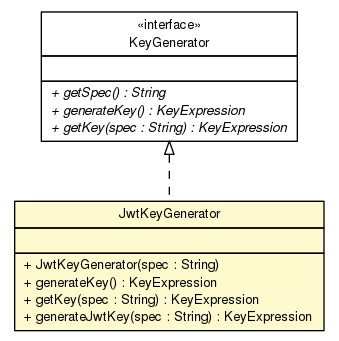 «interface»
KeyGenerator
+ getSpec() : String
+ generateKey() : KeyExpression
+ getKey(spec : String) : KeyExpression
JwtKeyGenerator
+ JwtKeyGenerator(spec : String)
+ generateKey() : KeyExpression
+ getKey(spec : String) : KeyExpression
+ generateJwtKey(spec : String) : KeyExpression